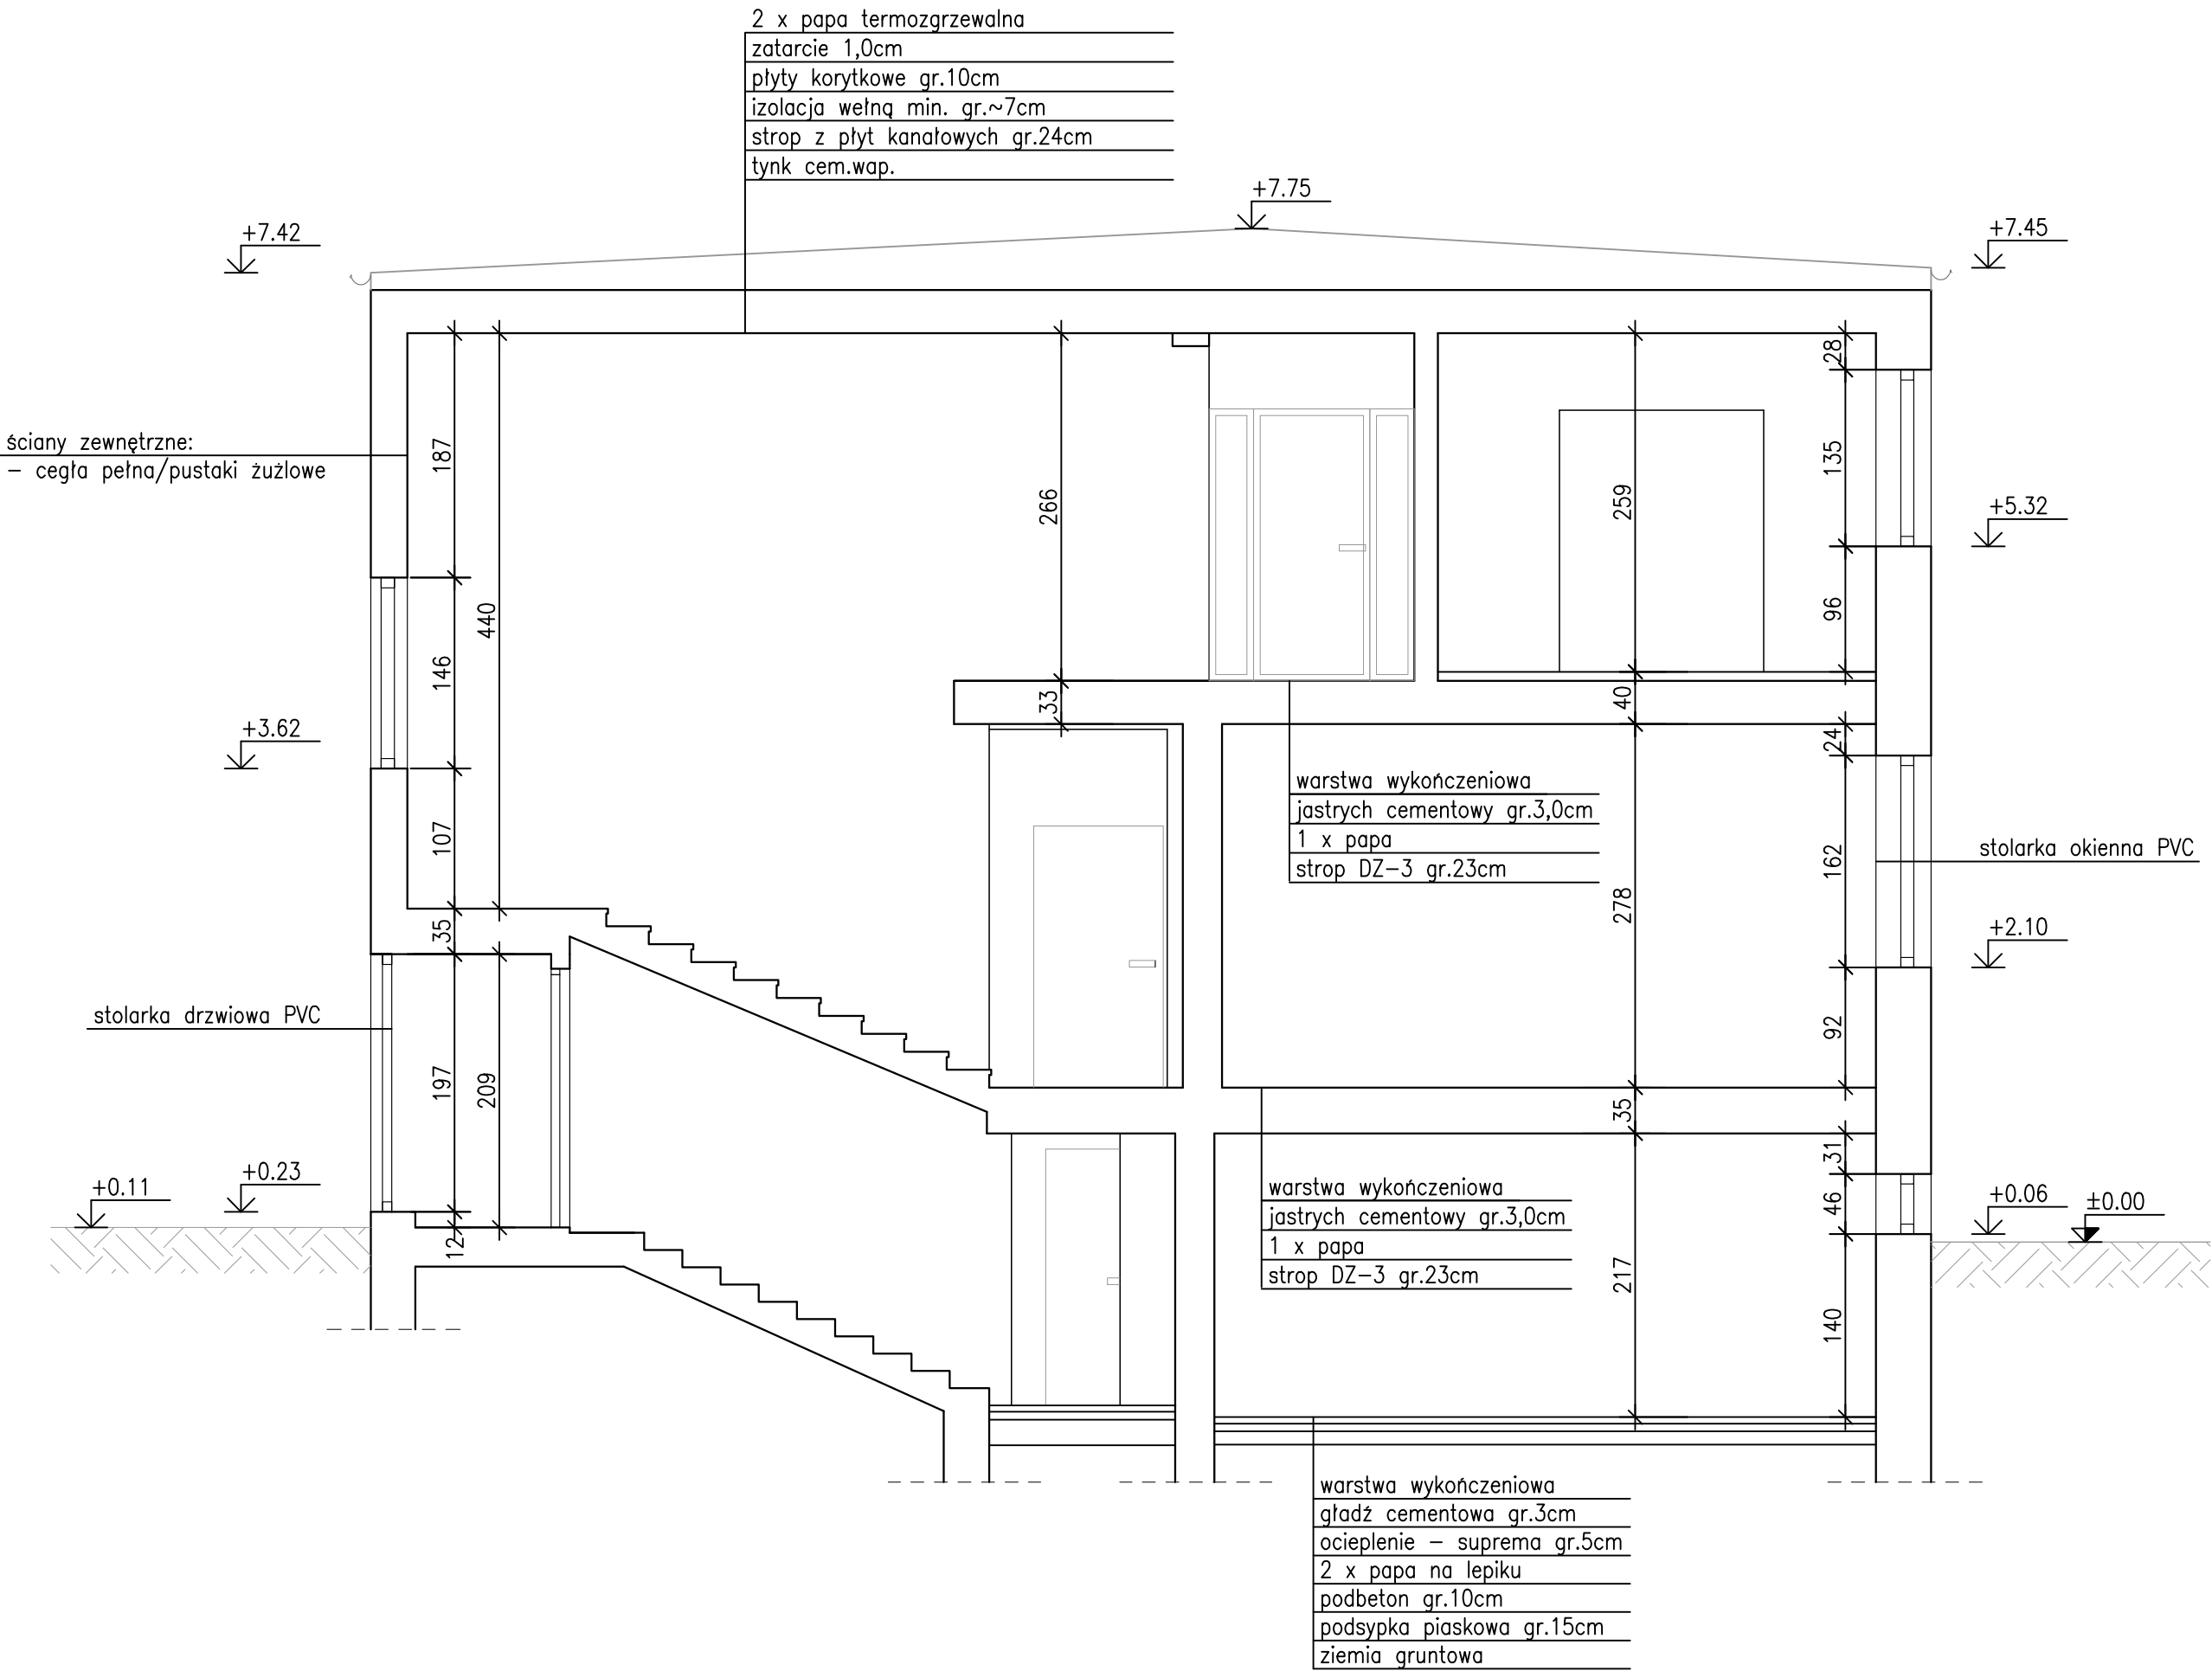 2 x papa termozgrzewalna
zatarcie 1,0cm
płyty korytkowe gr.10cm
izolacja wełną min. gr.~7cm
strop z płyt kanałowych gr.24cm
tynk cem.wap.
+7.75
+7.42
+7.45
28
ściany zewnętrzne:
- cegła pełna/pustaki żużlowe
187
135
266
259
+5.32
440
96
146
33
40
+3.62
24
warstwa wykończeniowa
jastrych cementowy gr.3,0cm
1 x papa
strop DZ-3 gr.23cm
107
162
stolarka okienna PVC
278
35
+2.10
stolarka drzwiowa PVC
92
197
209
35
31
+0.11
+0.23
warstwa wykończeniowa
jastrych cementowy gr.3,0cm
1 x papa
strop DZ-3 gr.23cm
46
+0.06
±0.00
12
217
140
warstwa wykończeniowa
gładź cementowa gr.3cm
ocieplenie - suprema gr.5cm
2 x papa na lepiku
podbeton gr.10cm
podsypka piaskowa gr.15cm
ziemia gruntowa